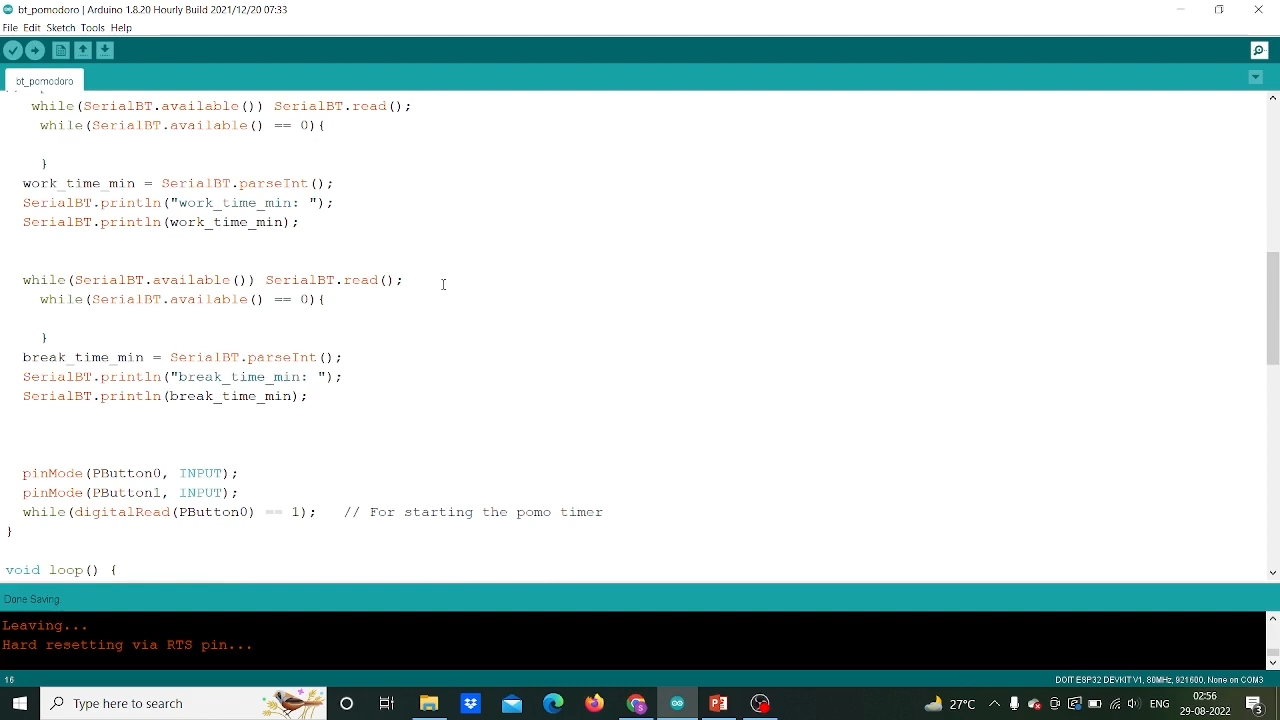 bt_pomodoro | Arduino 1.8.20 Hourly Build 2021/12/20 07:33
File Edit Sketch Tools Help
bt_pomodoro
while(SerialBT.available()) SerialBT.read();
while(SerialBT.available() == 0){
}
work_time_min = SerialBT.parseInt();
SerialBT.println("work_time_min: ");
SerialBT.println(work_time_min);
while(SerialBT.available()) SerialBT.read();
while(SerialBT.available() == 0){
}
break_time_min = SerialBT.parseInt();
SerialBT.println("break_time_min: ");
SerialBT.println(break_time_min);
pinMode(PButton0, INPUT);
pinMode(PButton1, INPUT);
while(digitalRead(PButton0) == 1); // For starting the pomo timer
}
void loop() {
Done Saving.
Leaving...
Hard resetting via RTS pin...
16 DOIT ESP32 DEVKIT V1, 80MHz, 921600, None on COM3
Type here to search
27°C ENG 02:56 29-08-2022 3